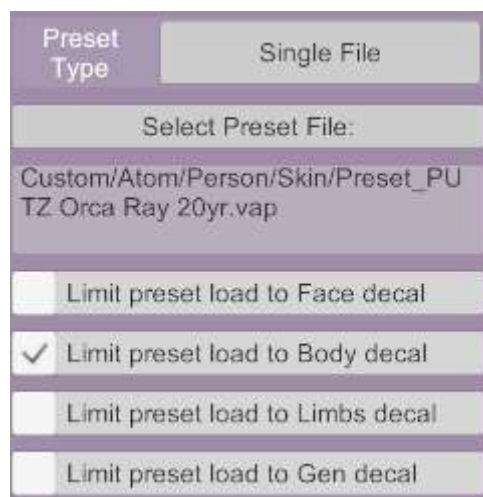 Preset
Type
Single File
Select Preset File:
Custom/Atom/Person/Skin/Preset_PU
TZ Orca Ray 20yr.vap
Limit preset load to Face decal
Limit preset load to Body decal
Limit preset load to Limbs decal
Limit preset load to Gen decal